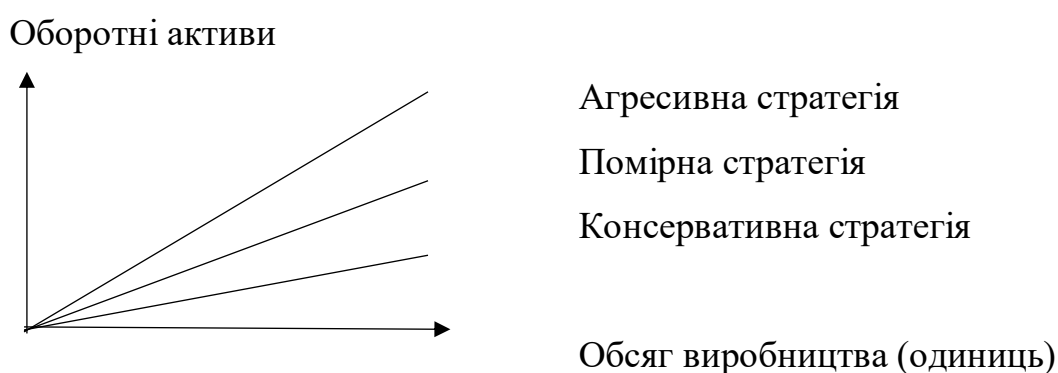 Оборотні активи
Агресивна стратегія
Помірна стратегія
Консервативна стратегія
Обсяг виробництва (одиниць)